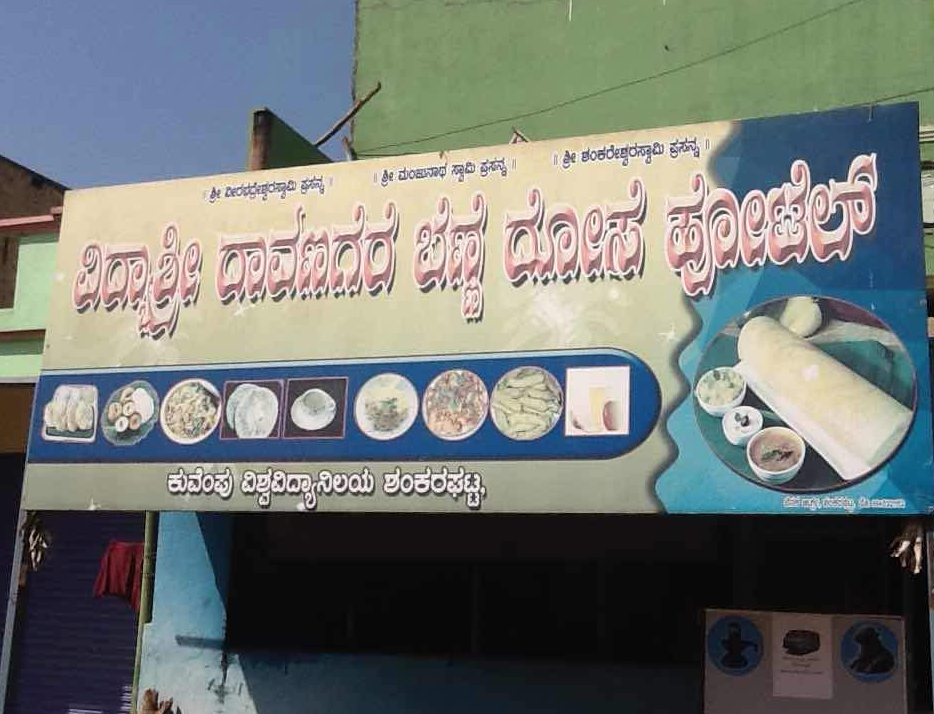 ॥ ಶ್ರೀ ವೀರಭದ್ರೇಶ್ವರಸ್ವಾಮಿ ಪ್ರಸನ್ನ ॥ ॥ ಶ್ರೀ ಮಂಜುನಾಥ ಸ್ವಾಮಿ ಪ್ರಸನ್ನ ॥ ॥ ಶ್ರೀ ಶಂಕರೇಶ್ವರಸ್ವಾಮಿ ಪ್ರಸನ್ನ ॥
ವಿದ್ಯಾಶ್ರೀ ದಾವಣಗೆರೆ ಬೆಣ್ಣೆ ದೋಸೆ ಹೋಟೆಲ್
ಕುವೆಂಪು ವಿಶ್ವವಿದ್ಯಾನಿಲಯ ಶಂಕರಘಟ್ಟ,